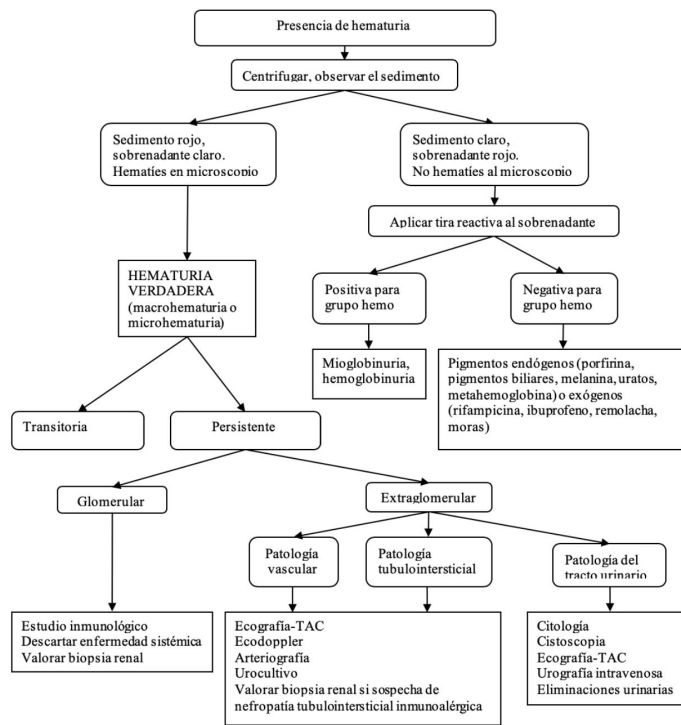 Presencia de hematuria
Centrifugar, observar el sedimento
Sedimento rojo,
sobrenadante claro.
Hematíes en microscopio
Sedimento claro,
sobrenadante rojo.
No hematíes al microscopio
Aplicar tira reactiva al sobrenadante
HEMATURIA
VERDADERA
(macrohematuria o
microhematuria)
Positiva para
grupo hemo
Negativa para
grupo hemo
Mioglobinuria,
hemoglobinuria
Pigmentos endógenos (porfirina,
pigmentos biliares, melanina, uratos,
metahemoglobina) o exógenos
(rifampicina, ibuprofeno, remolacha,
moras)
Transitoria
Persistente
Glomerular
Extraglomerular
Patología
vascular
Patología
tubulointersticial
Patología del
tracto urinario
Estudio inmunológico
Descartar enfermedad sistémica
Valorar biopsia renal
Ecografía-TAC
Ecodoppler
Arteriografía
Urocultivo
Valorar biopsia renal si sospecha de
nefropatía tubulointersticial inmunoalérgica
Citología
Cistoscopia
Ecografía-TAC
Urografía intravenosa
Eliminaciones urinarias